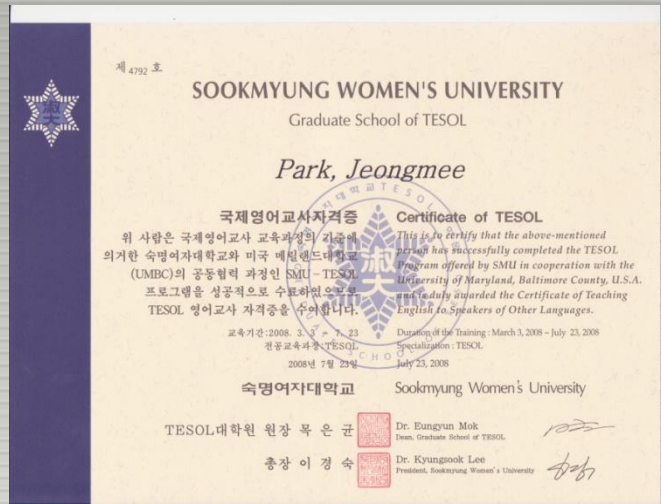 제 4792 호
SOOKMYUNG WOMEN'S UNIVERSITY
Graduate School of TESOL
Park, Jeongmee
국제영어교사자격증
위 사람은 국제영어교사 교육과정의 기준에
의거한 숙명여자대학교와 미국 메릴랜드대학교
(UMBC)의 공동협력 과정인 SMU-TESOL
프로그램을 성공적으로 수료하였으므로
TESOL 영어교사 자격증을 수여합니다.
교육기간:2008. 3. 3 - 7. 23
전공교육과정:TESOL
2008년 7월 23일
숙명여자대학교
Certificate of TESOL
This is to certify that the above-mentioned
person has successfully completed the TESOL
Program offered by SMU in cooperation with the
University of Maryland, Baltimore County, U.S.A.
and is duly awarded the Certificate of Teaching
English to Speakers of Other Languages.
Duration of the Training : March 3, 2008 - July 23, 2008
Specialization : TESOL
July 23, 2008
Sookmyung Women's University
TESOL대학원 원장 목 은 균
Dr. Eungyun Mok
Dean, Graduate School of TESOL
총장 이 경 숙
Dr. Kyungsook Lee
President, Sookmyung Women's University